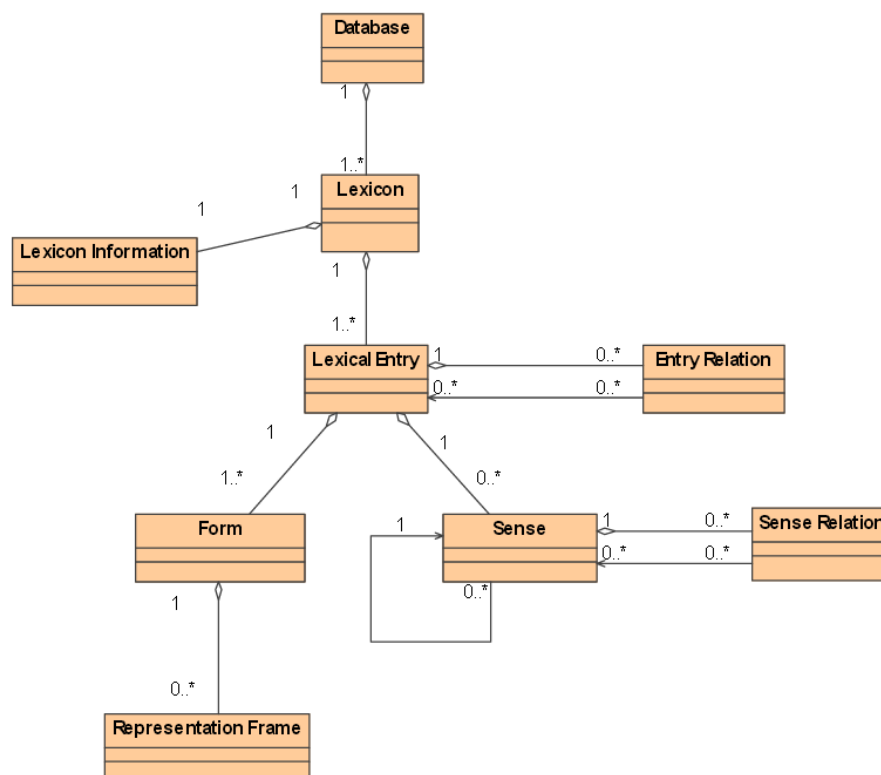 Database
1
1..*
Lexicon
1
1
Lexicon Information
1
1..*
Lexical Entry
1
0..*
Entry Relation
0..*
0..*
1
1
1..*
0..*
Form
Sense
1
1
0..*
Sense Relation
0..*
0..*
0..*
1
0..*
Representation Frame